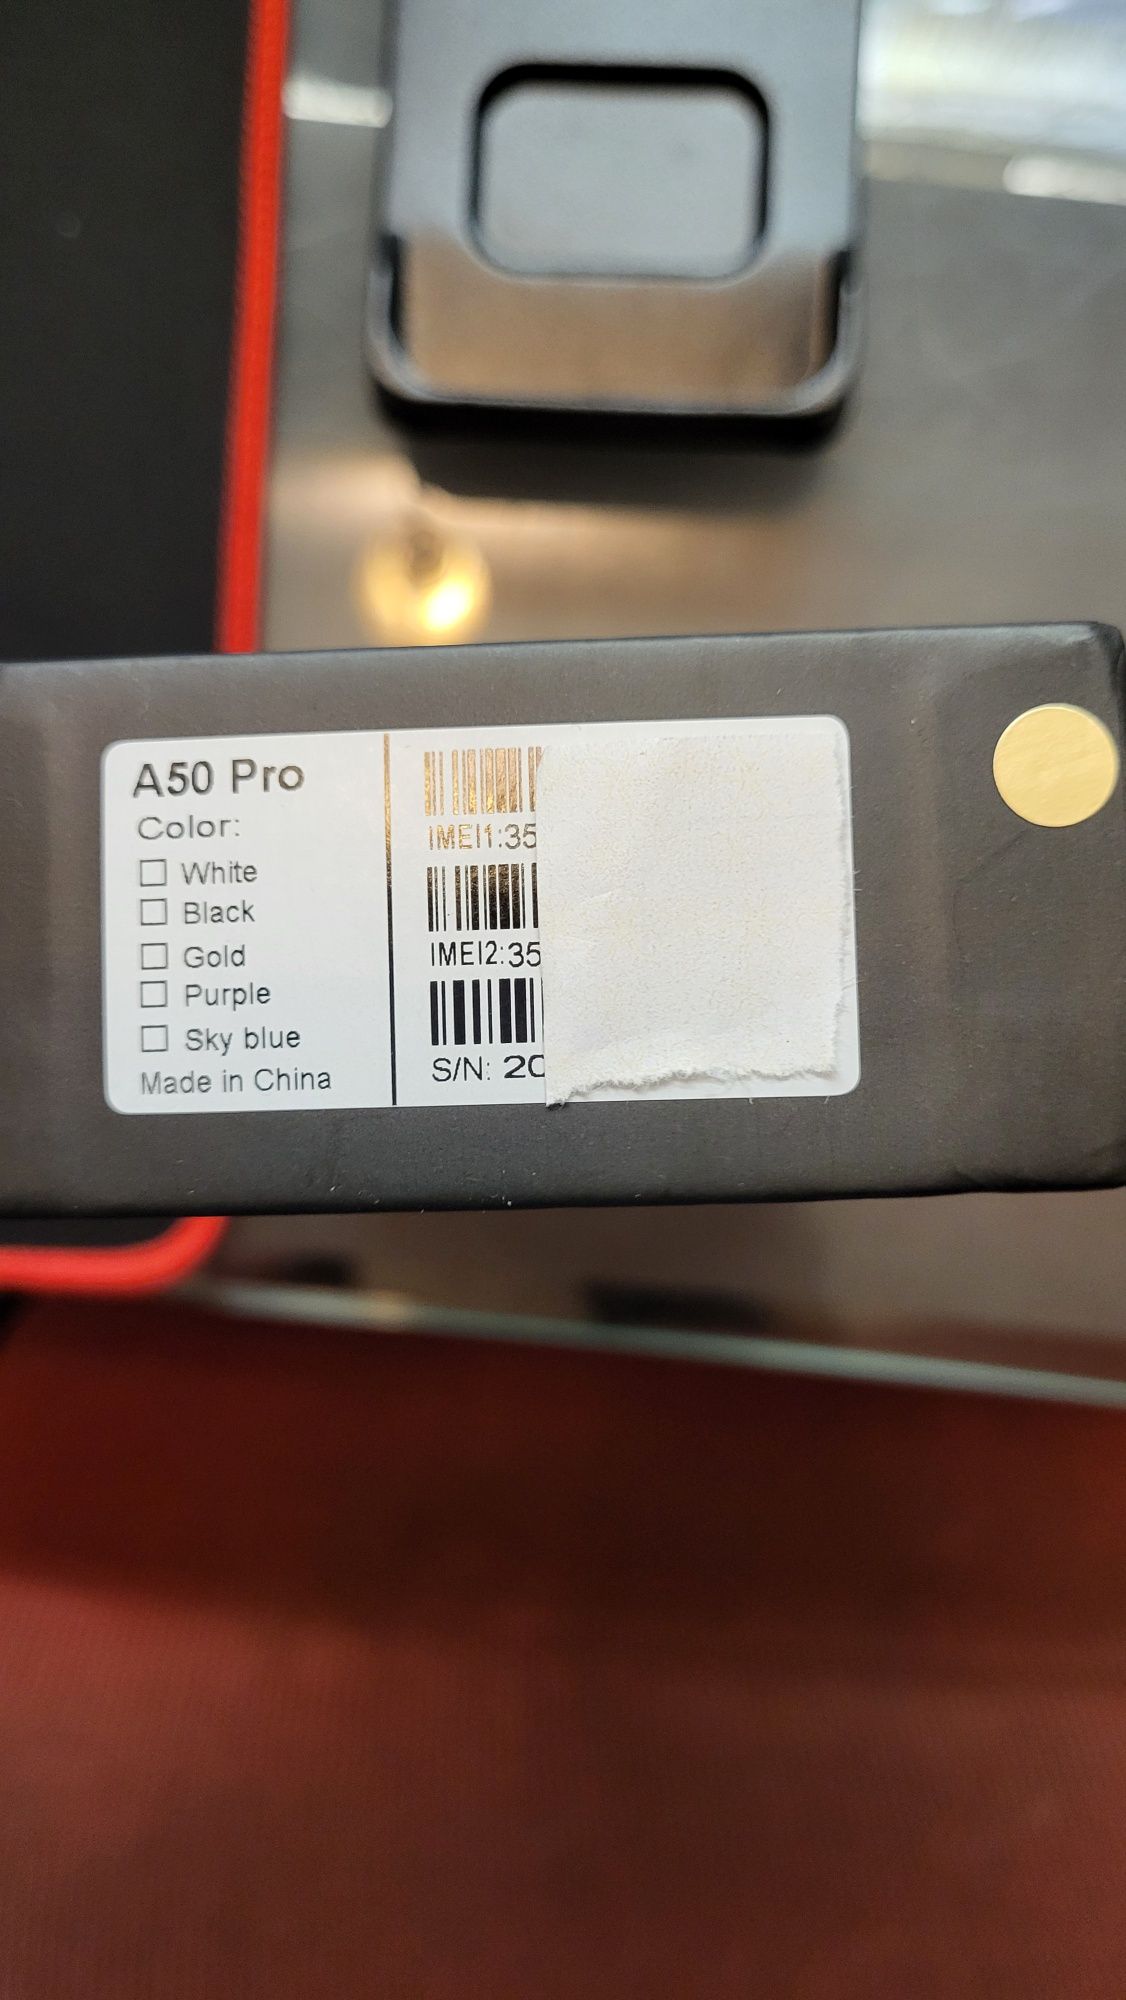 A50 Pro
Color:
☐ White
☐ Black
☐ Gold
☐ Purple
☐ Sky blue
Made in China
IMEI1:35
IMEI2:35
S/N: 20